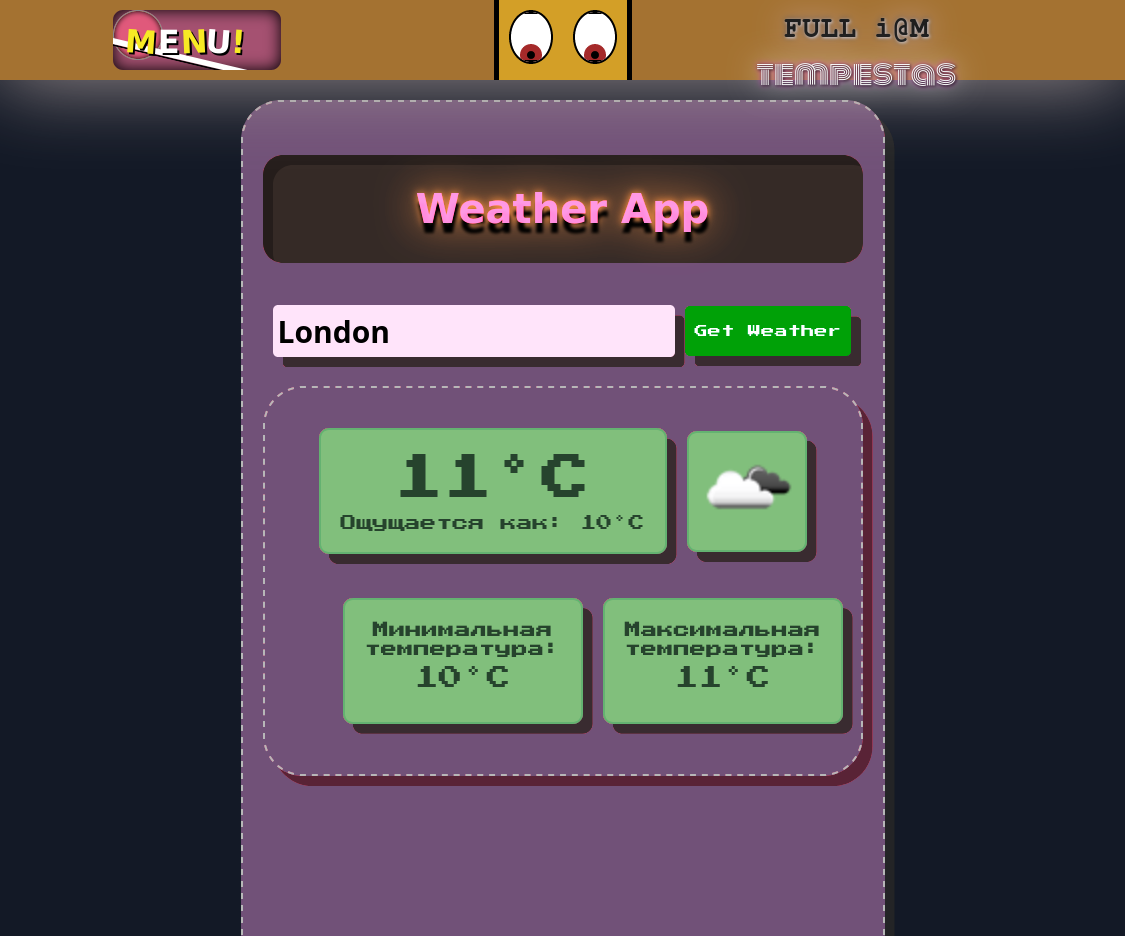 MENU!
FULL i@M
TEMPESTAS
Weather App
London
Get Weather
11°C
Ощущается как: 10°C
Минимальная
температура:
10°C
Максимальная
температура:
11°C